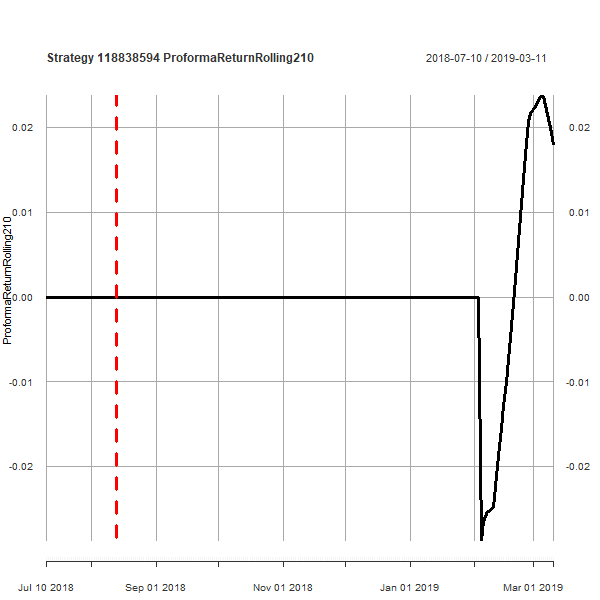 Strategy 118838594 ProformaReturnRolling210
2018-07-10 / 2019-03-11
ProformaReturnRolling210
0.02 0.02
0.01 0.01
0.00 0.00
-0.01 -0.01
-0.02 -0.02
Jul 10 2018 Sep 01 2018 Nov 01 2018 Jan 01 2019 Mar 01 2019